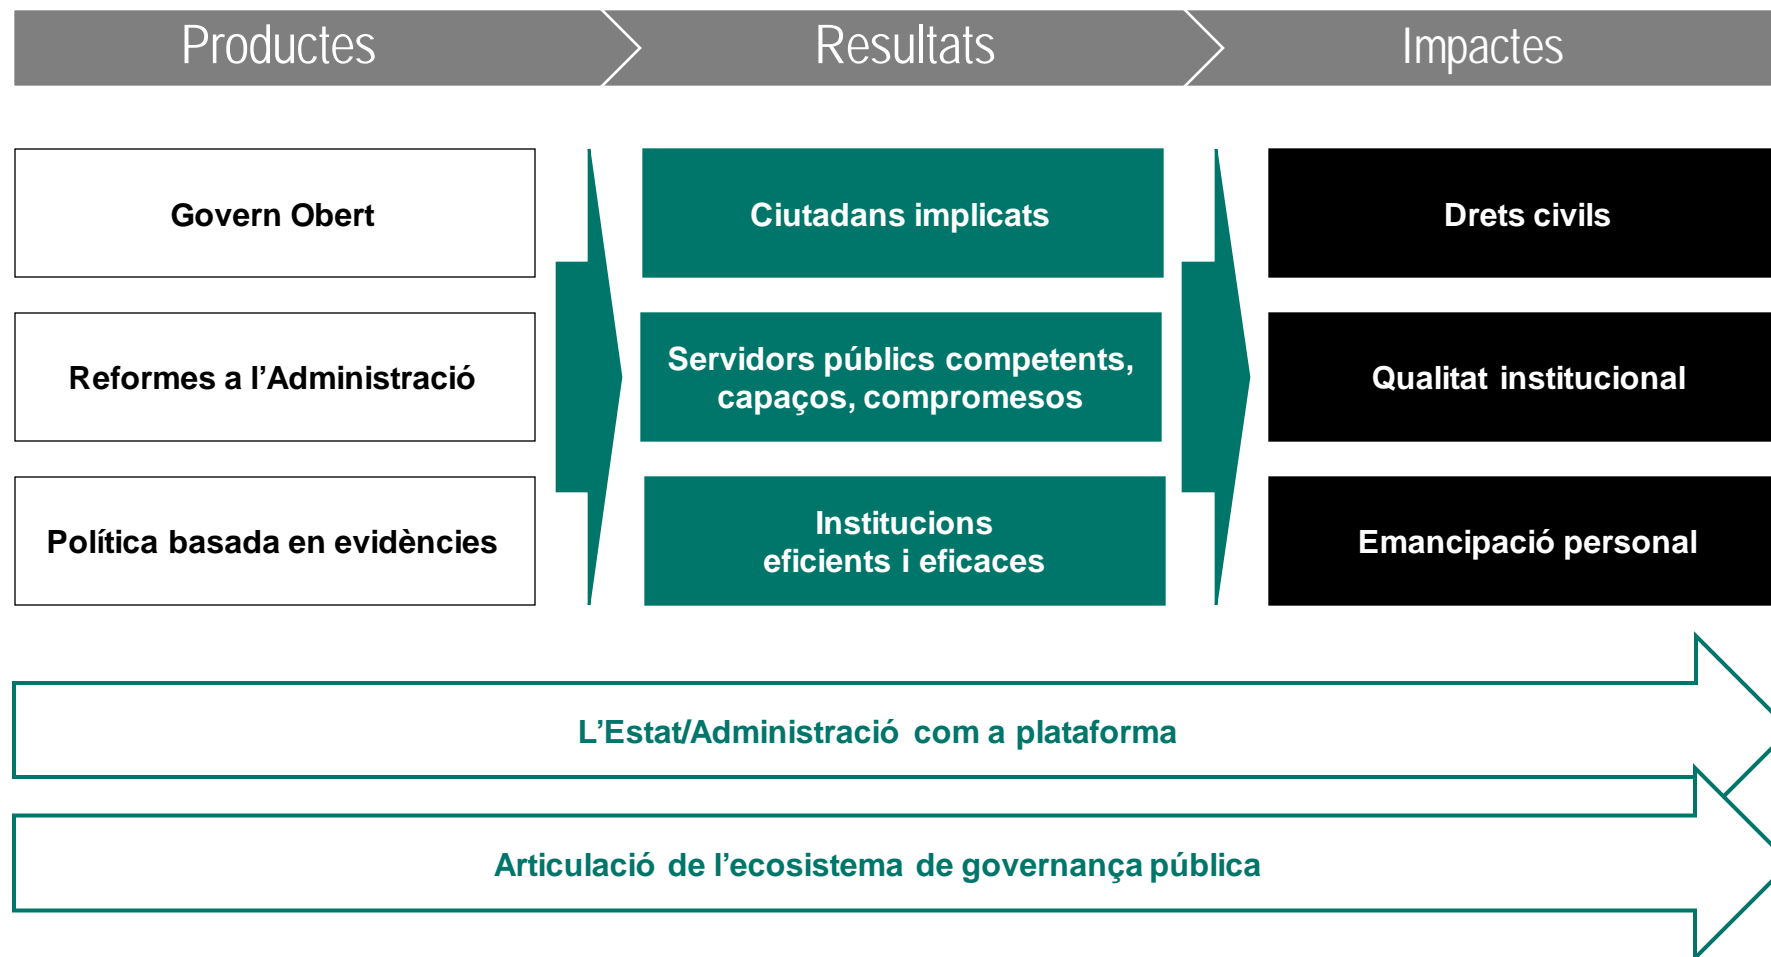 Productes
Resultats
Impactes
Govern Obert
Ciutadans implicats
Drets civils
Reformes a l’Administració
Servidors públics competents,
capaços, compromesos
Qualitat institucional
Política basada en evidències
Institucions
eficients i eficaces
Emancipació personal
L’Estat/Administració com a plataforma
Articulació de l’ecosistema de governança pública